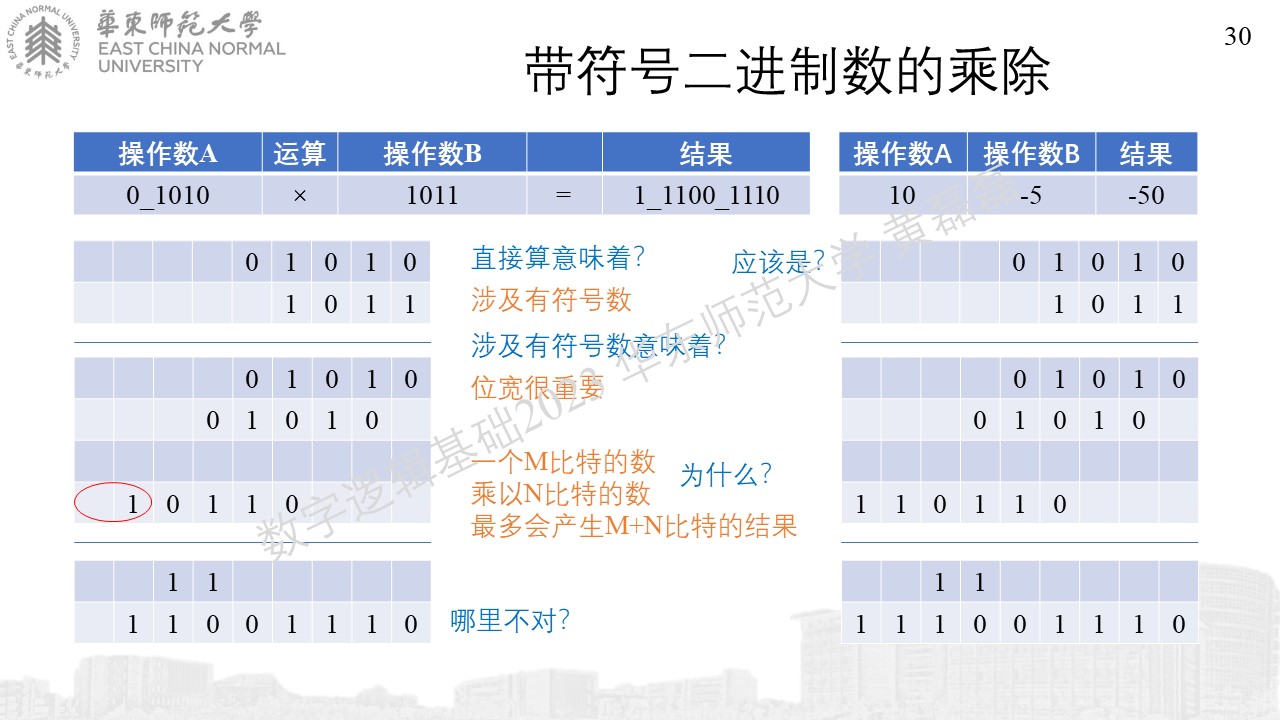 華東師範大學
EAST CHINA NORMAL
UNIVERSITY
EAST CHINA NORMAL UNIVERSITY
華東師範大學
30
带符号二进制数的乘除
操作数A 运算 操作数B 结果
0_1010 × 1011 = 1_1100_1110
操作数A 操作数B 结果
10 -5 -50
0 1 0 1 0
1 0 1 1
0 1 0 1 0
0 1 0 1 0
1 0 1 1 0
1 1
1 1 0 0 1 1 1 0
直接算意味着?
应该是?
涉及有符号数
涉及有符号数意味着?
位宽很重要
一个M比特的数
乘以N比特的数
最多会产生M+N比特的结果
为什么?
哪里不对?
0 1 0 1 0
1 0 1 1
0 1 0 1 0
0 1 0 1 0
1 1 0 1 1 0
1 1
1 1 1 0 0 1 1 1 0
数字逻辑基础2023 华东师范大学 黄磊磊